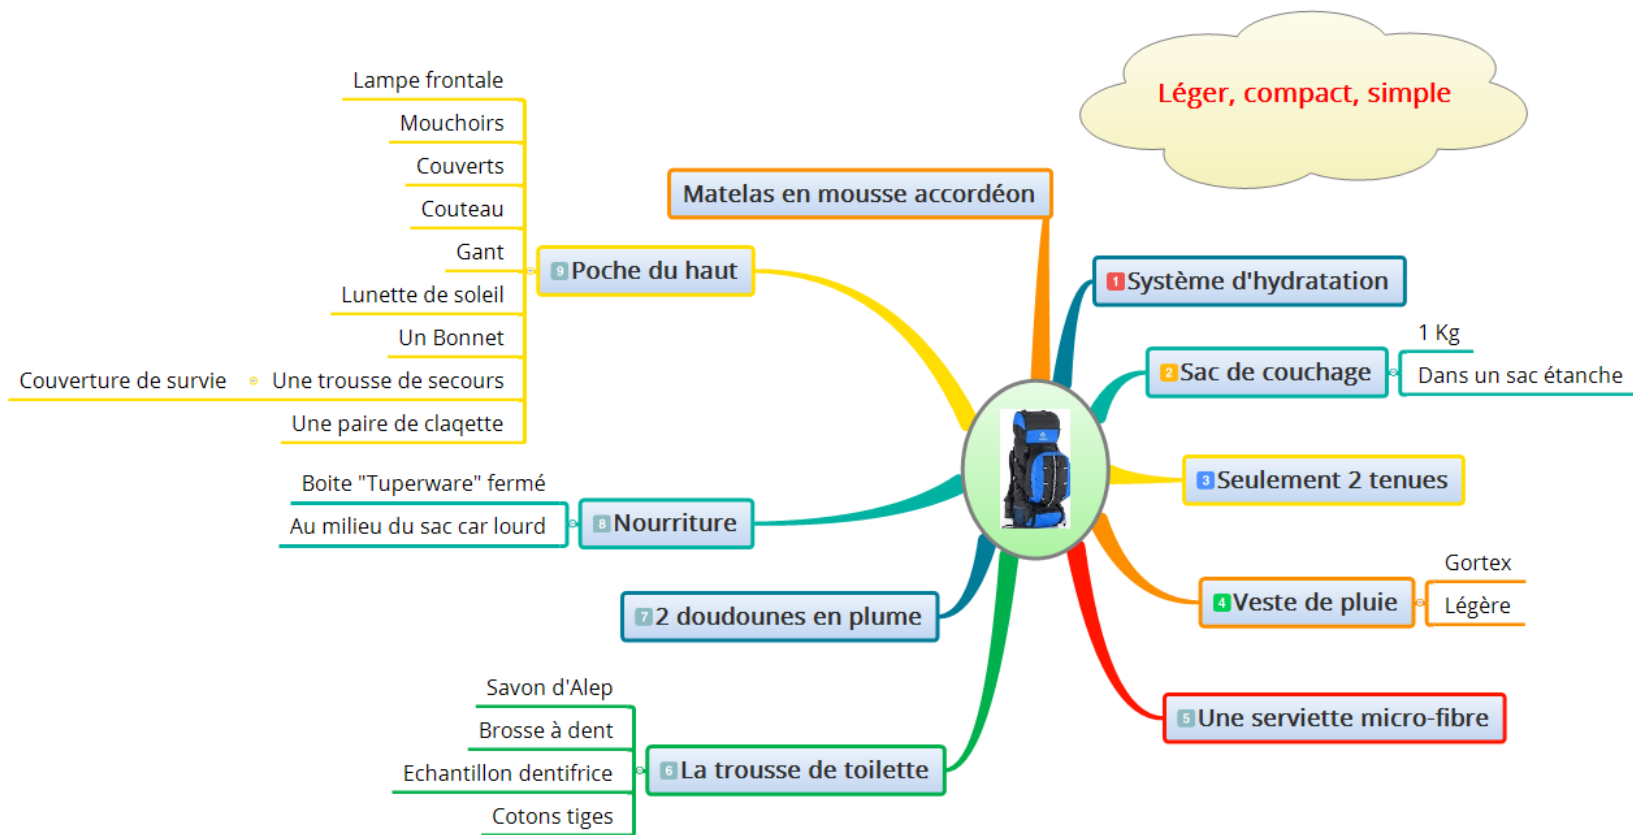 Léger, compact, simple
Matelas en mousse accordéon
1 Système d'hydratation
2 Sac de couchage
1 Kg
Dans un sac étanche
3 Seulement 2 tenues
4 Veste de pluie
Gortex
Légère
5 Une serviette micro-fibre
6 La trousse de toilette
Savon d'Alep
Brosse à dent
Echantillon dentifrice
Cotons tiges
7 2 doudounes en plume
8 Nourriture
Boite "Tuperware" fermé
Au milieu du sac car lourd
9 Poche du haut
Lampe frontale
Mouchoirs
Couverts
Couteau
Gant
Lunette de soleil
Un Bonnet
Une trousse de secours
Couverture de survie
Une paire de claqette